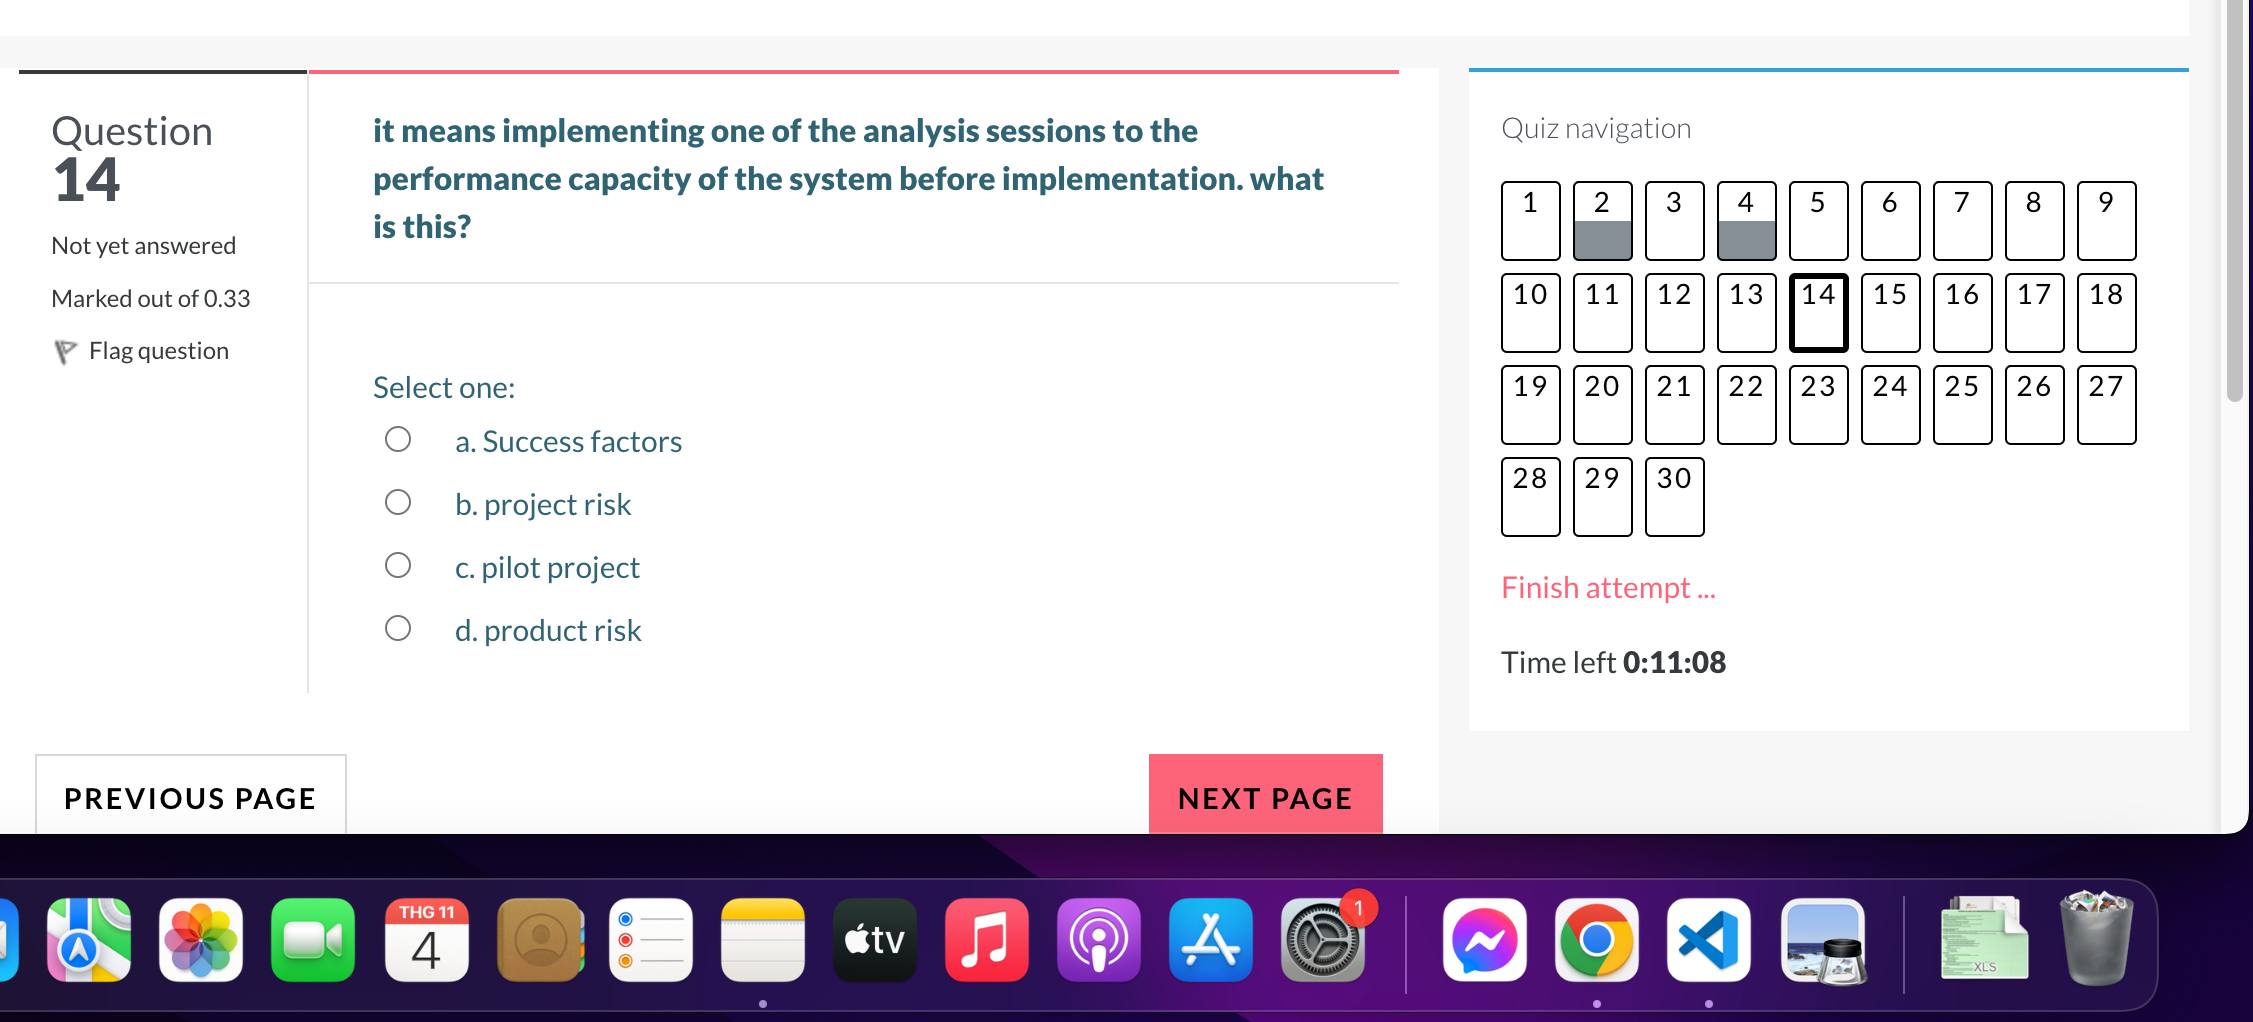 Question
14
Not yet answered
Marked out of 0.33
Flag question
it means implementing one of the analysis sessions to the
performance capacity of the system before implementation. what
is this?
Select one:
a. Success factors
b. project risk
c. pilot project
d. product risk
PREVIOUS PAGE
NEXT PAGE
Quiz navigation
1 2 3 4 5 6 7 8 9
10 11 12 13 14 15 16 17 18
19 20 21 22 23 24 25 26 27
28 29 30
Finish attempt ...
Time left 0:11:08
THG 11
4
tv
1
XLS